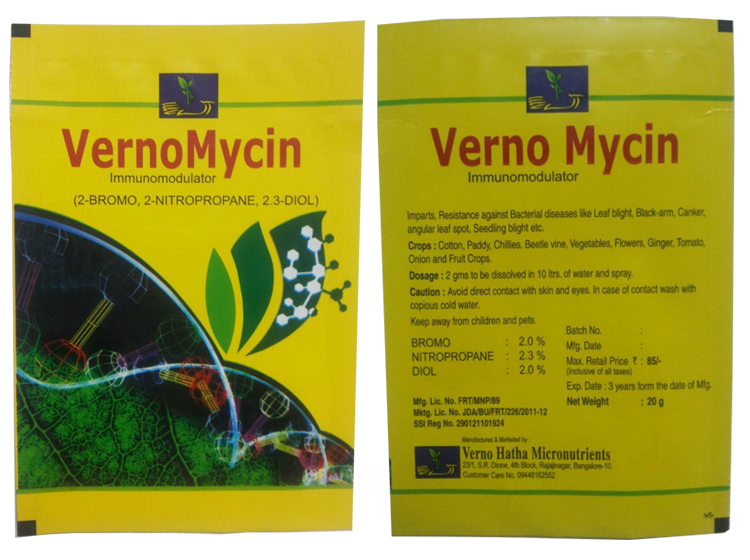 VernoMycin
Immunomodulator
(2-BROMO, 2-NITROPROPANE, 2.3-DIOL)
Verno Mycin
Immunomodulator
Imparts, Resistance against Bacterial diseases like Leaf blight, Black-arm, Canker,
angular leaf spot, Seedling blight etc.
Crops : Cotton, Paddy, Chillies, Beetle vine, Vegetables, Flowers, Ginger, Tomato,
Onion and Fruit Crops.
Dosage : 2 gms to be dissolved in 10 ltrs. of water and spray.
Caution : Avoid direct contact with skin and eyes. In case of contact wash with
copious cold water.
Keep away from children and pets.
BROMO : 2.0 %
NITROPROPANE : 2.3 %
DIOL : 2.0 %
Batch No. :
Mfg. Date :
Max. Retail Price ₹ : 85/-
(Inclusive of all taxes)
Exp. Date : 3 years form the date of Mfg.
Net Weight : 20 g
Mfg. Lic. No. FRT/MNP/89
Mktg. Lic. No. JDA/BU/FRT/226/2011-12
SSI Reg No. 290121101924
Manufactured & Marketed by :
Verno Hatha Micronutrients
23/1, S.R. Dinne, 4th Block, Rajajinagar, Bangalore-10.
Customer Care No. 09448162552